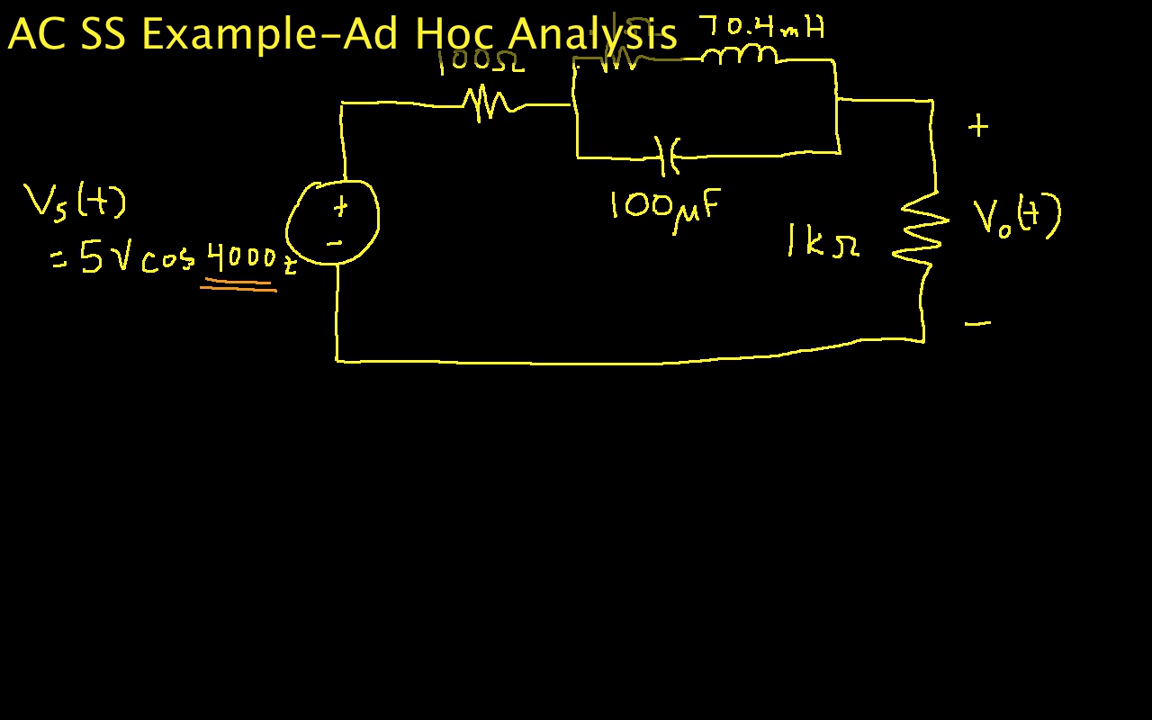 AC SS Example-Ad Hoc Analysis
70.4mH
100Ω
+
Vs(t)
= 5V cos 4000t
+
-
100μF
1kΩ
Vo(t)
-